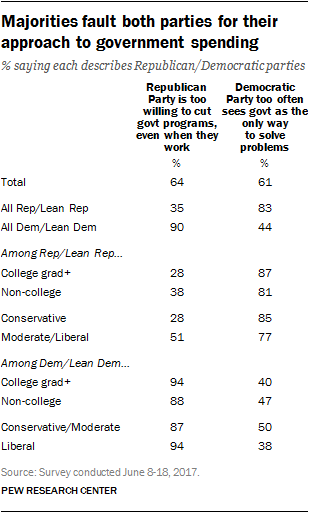 Majorities fault both parties for their
approach to government spending
% saying each describes Republican/Democratic parties
Republican
Party is too
willing to cut
govt programs,
even when they
work
Democratic
Party too often
sees govt as the
only way
to solve
problems
% %
Total 64 61
All Rep/Lean Rep 35 83
All Dem/Lean Dem 90 44
Among Rep/Lean Rep...
College grad+ 28 87
Non-college 38 81
Conservative 28 85
Moderate/Liberal 51 77
Among Dem/Lean Dem...
College grad+ 94 40
Non-college 88 47
Conservative/Moderate 87 50
Liberal 94 38
Source: Survey conducted June 8-18, 2017.
PEW RESEARCH CENTER